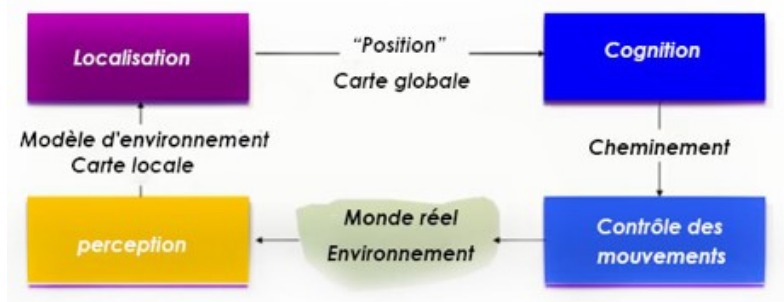 Localisation
“Position”
Carte globale
Cognition
Modèle d'environnement
Carte locale
Cheminement
perception
Monde réel
Environnement
Contrôle des
mouvements